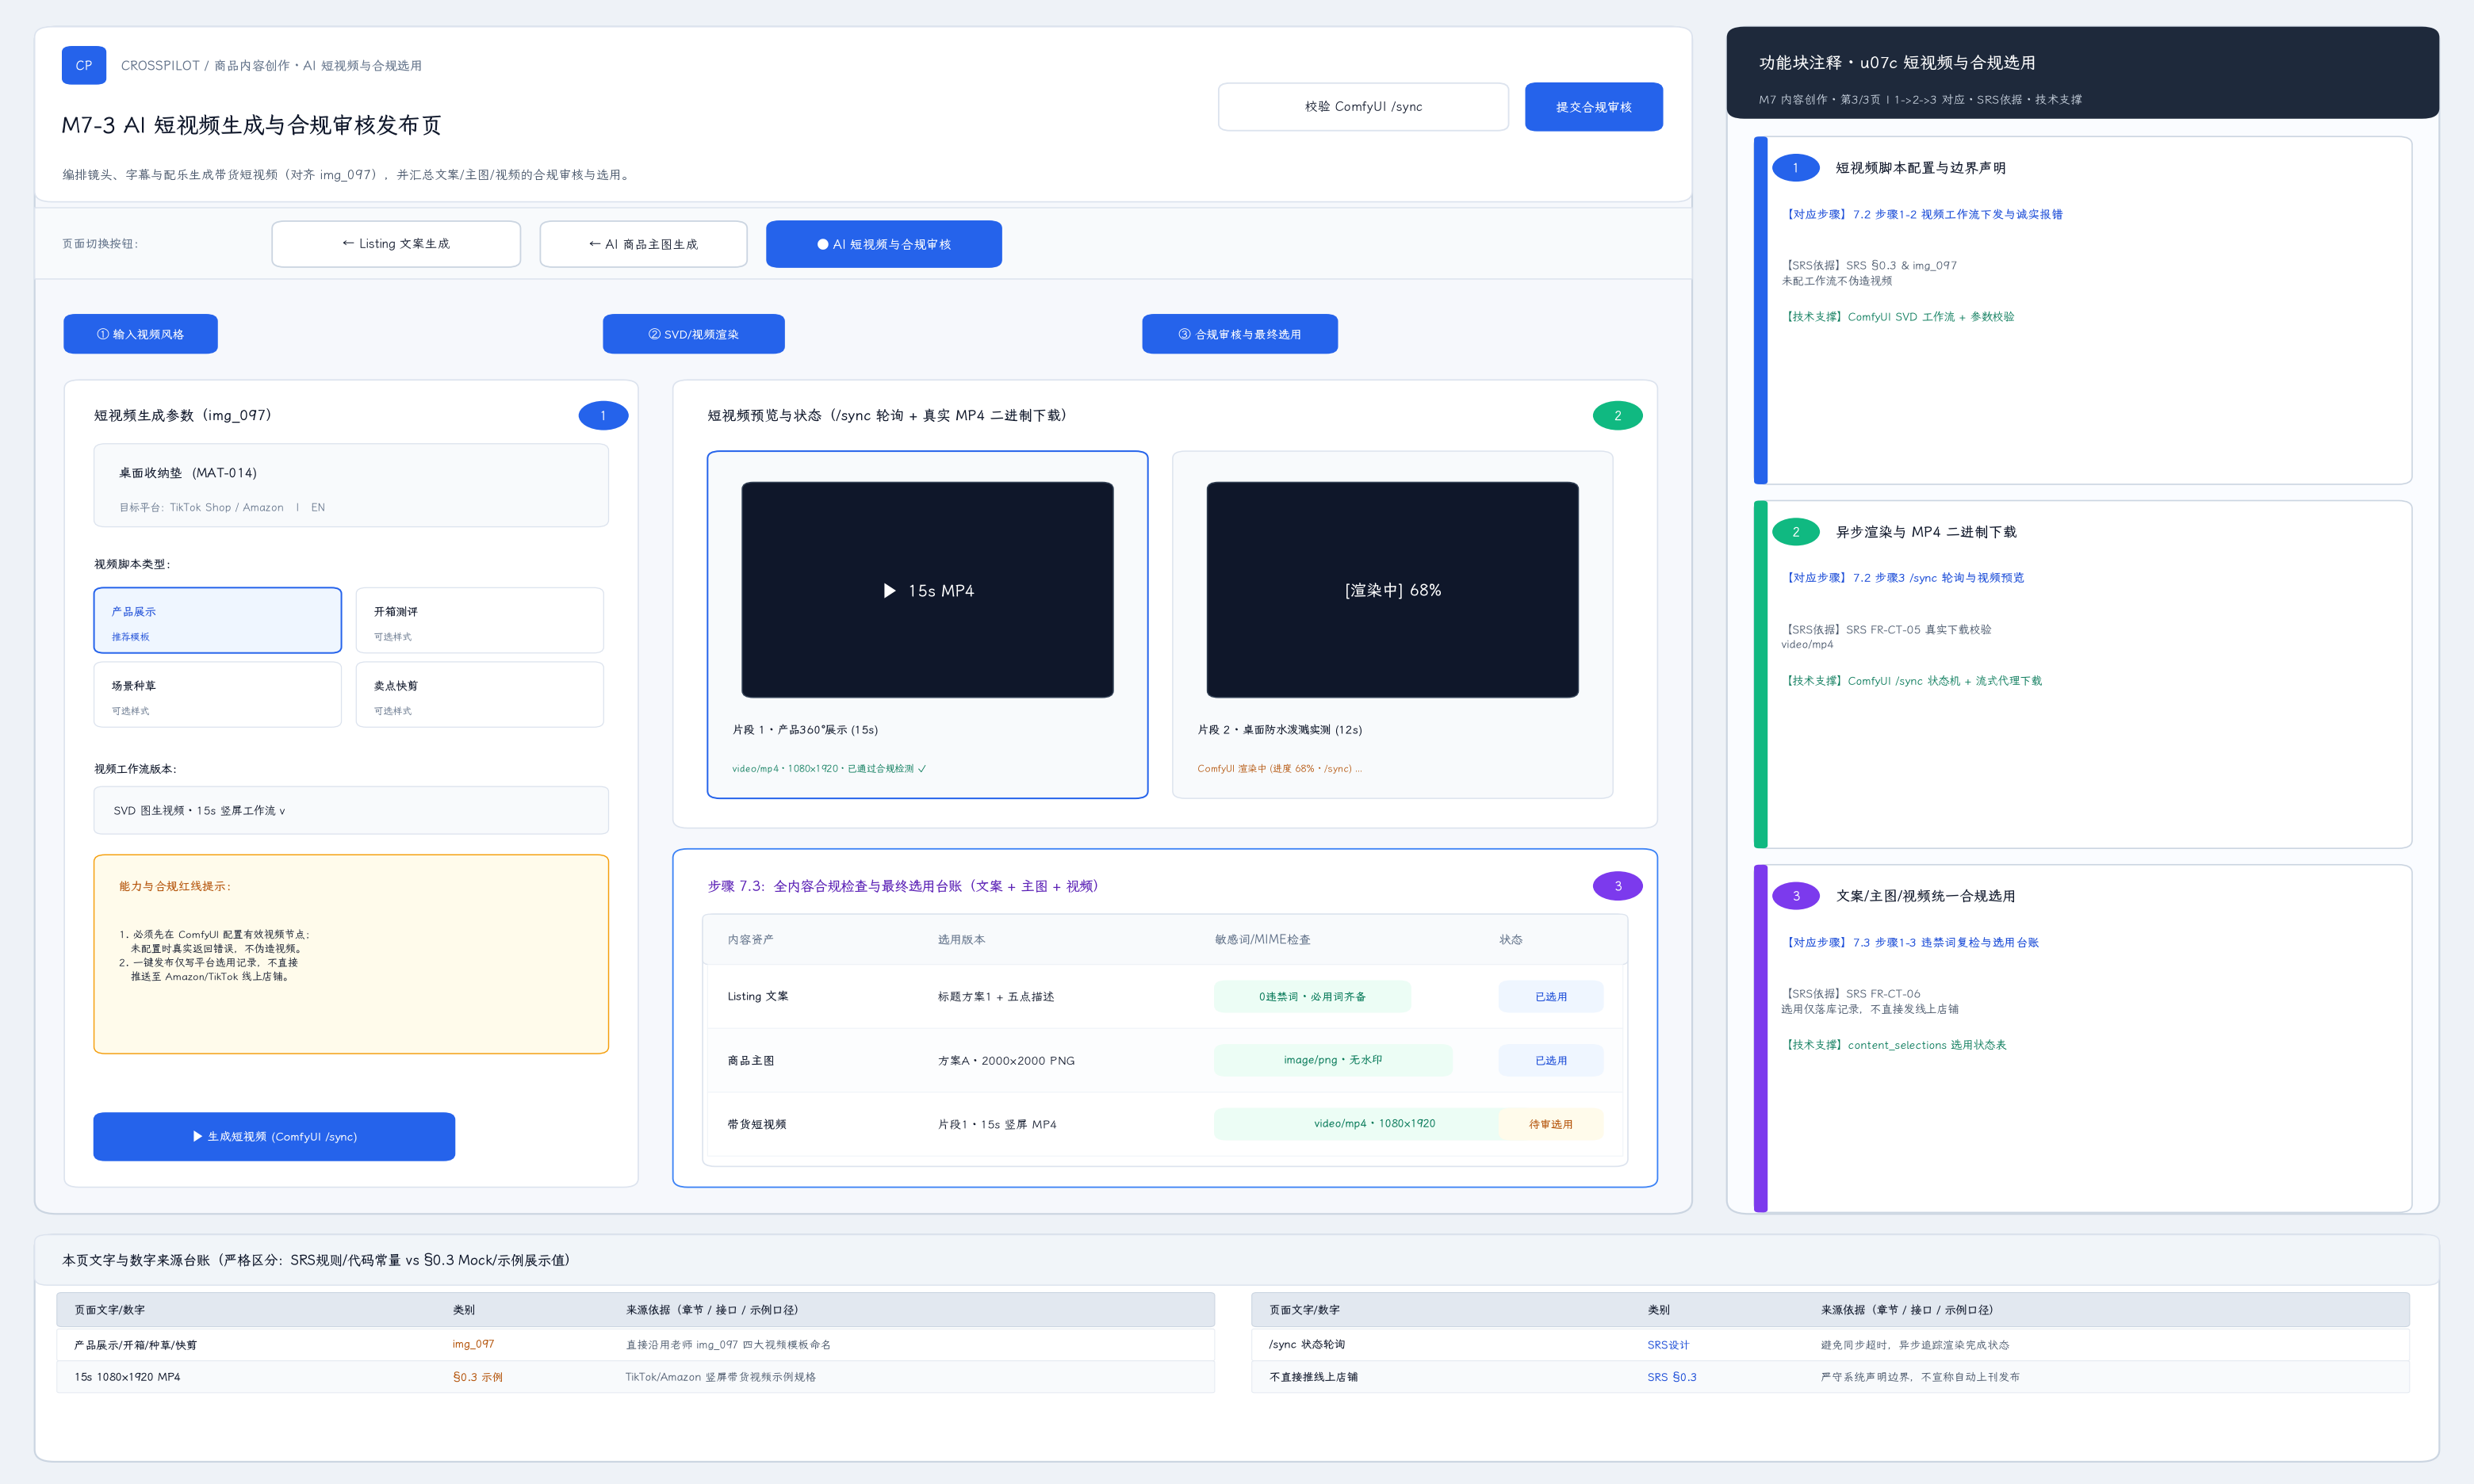 CP
CROSSPILOT / 商品内容创作 · AI 短视频与合规选用
M7-3 AI 短视频生成与合规审核发布页
编排镜头、字幕与配乐生成带货短视频（对齐 img_097），并汇总文案/主图/视频的合规审核与选用。
校验 ComfyUI /sync
提交合规审核
页面切换按钮：
← Listing 文案生成
← AI 商品主图生成
● AI 短视频与合规审核
① 输入视频风格
② SVD/视频渲染
③ 合规审核与最终选用
短视频生成参数（img_097）
1
桌面收纳垫（MAT-014）
目标平台：TikTok Shop / Amazon | EN
视频脚本类型：
产品展示
推荐模板
开箱测评
可选样式
场景种草
可选样式
卖点快剪
可选样式
视频工作流版本：
SVD 图生视频 · 15s 竖屏工作流 v
能力与合规红线提示：
1. 必须先在 ComfyUI 配置有效视频节点；
未配置时真实返回错误，不伪造视频。
2. 一键发布仅写平台选用记录，不直接
推送至 Amazon/TikTok 线上店铺。
▶ 生成短视频 (ComfyUI /sync)
短视频预览与状态（/sync 轮询 + 真实 MP4 二进制下载）
2
▶ 15s MP4
片段 1 · 产品360°展示 (15s)
video/mp4 · 1080x1920 · 已通过合规检测 ✓
[渲染中] 68%
片段 2 · 桌面防水泼溅实测 (12s)
ComfyUI 渲染中 (进度 68% · /sync) ...
步骤 7.3：全内容合规检查与最终选用台账（文案 + 主图 + 视频）
3
内容资产 选用版本 敏感词/MIME检查 状态
Listing 文案 标题方案1 + 五点描述 0违禁词 · 必用词齐备 已选用
商品主图 方案A · 2000x2000 PNG image/png · 无水印 已选用
带货短视频 片段1 · 15s 竖屏 MP4 video/mp4 · 1080x1920 待审选用
功能块注释 · u07c 短视频与合规选用
M7 内容创作 · 第3/3页 | 1->2->3 对应 · SRS依据 · 技术支撑
1 短视频脚本配置与边界声明
【对应步骤】7.2 步骤1-2 视频工作流下发与诚实报错
【SRS依据】SRS §0.3 & img_097
未配工作流不伪造视频
【技术支撑】ComfyUI SVD 工作流 + 参数校验
2 异步渲染与 MP4 二进制下载
【对应步骤】7.2 步骤3 /sync 轮询与视频预览
【SRS依据】SRS FR-CT-05 真实下载校验
video/mp4
【技术支撑】ComfyUI /sync 状态机 + 流式代理下载
3 文案/主图/视频统一合规选用
【对应步骤】7.3 步骤1-3 违禁词复检与选用台账
【SRS依据】SRS FR-CT-06
选用仅落库记录，不直接发线上店铺
【技术支撑】content_selections 选用状态表
本页文字与数字来源台账（严格区分：SRS规则/代码常量 vs §0.3 Mock/示例展示值）
页面文字/数字 类别 来源依据（章节 / 接口 / 示例口径）
产品展示/开箱/种草/快剪 img_097 直接沿用老师 img_097 四大视频模板命名
15s 1080x1920 MP4 §0.3 示例 TikTok/Amazon 竖屏带货视频示例规格
页面文字/数字 类别 来源依据（章节 / 接口 / 示例口径）
/sync 状态轮询 SRS设计 避免同步超时，异步追踪渲染完成状态
不直接推线上店铺 SRS §0.3 严守系统声明边界，不宣称自动上刊发布